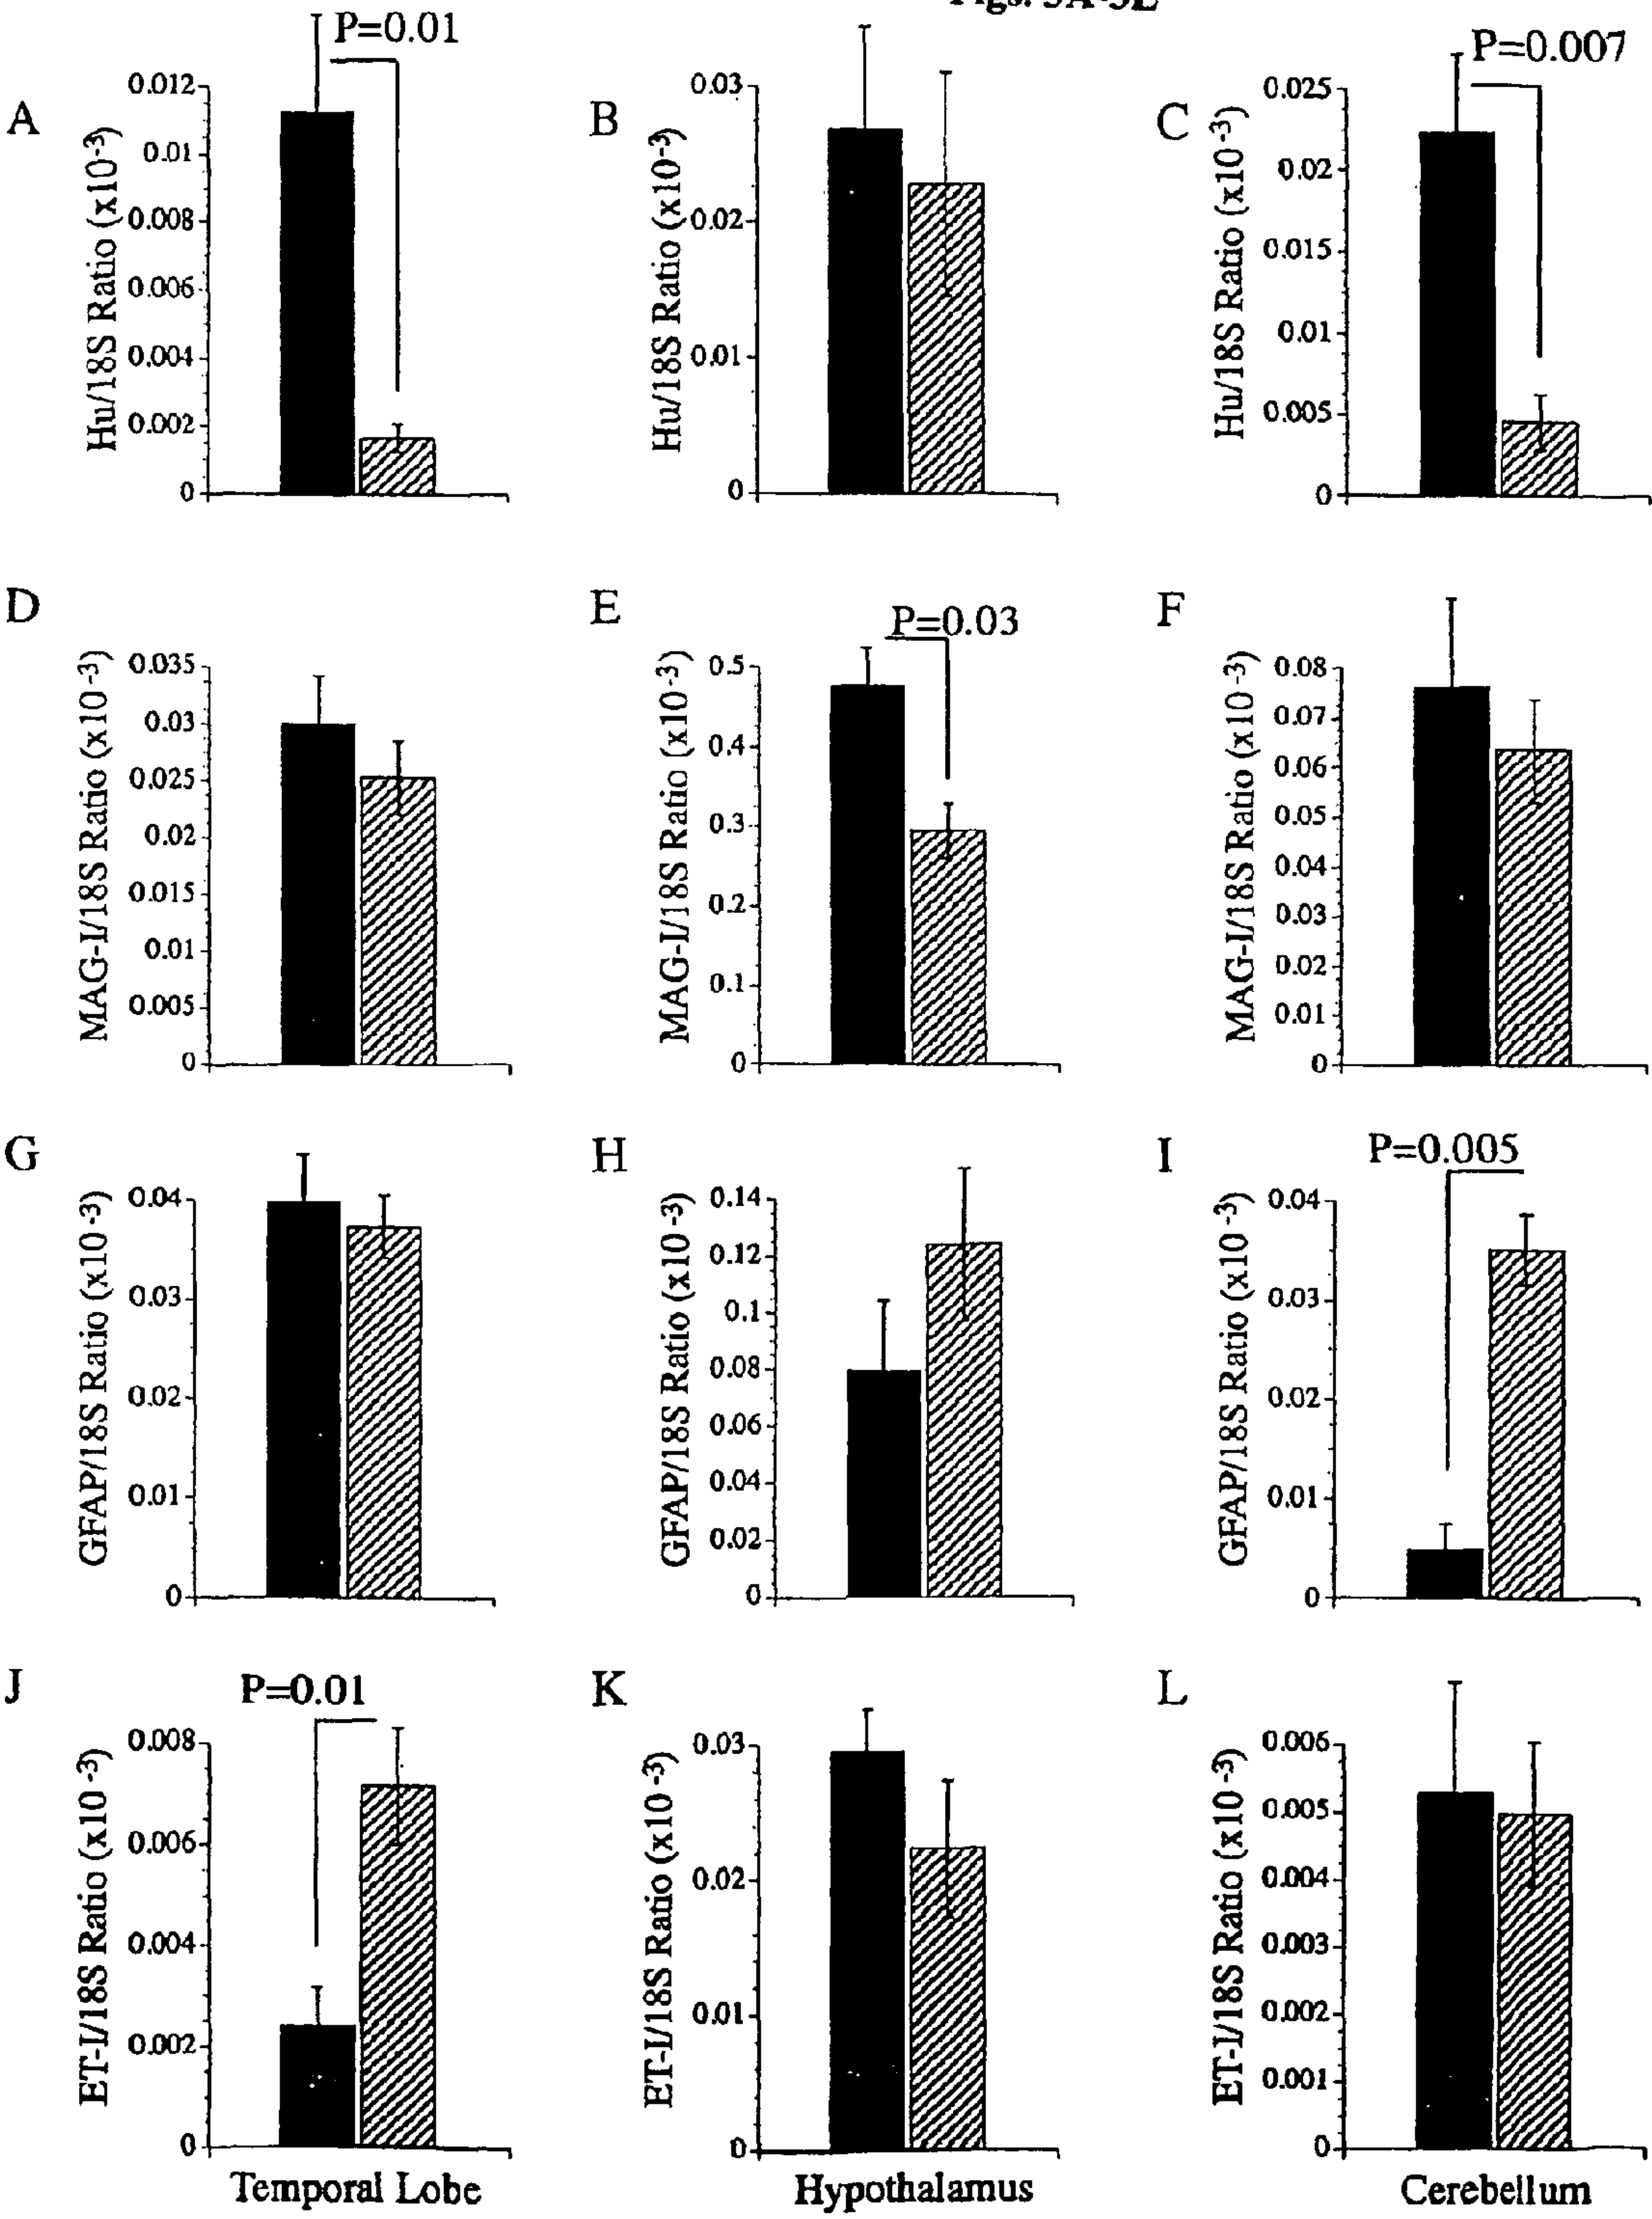 Figs. 3A-3L
P=0.01
P=0.007
A
Hu/18S Ratio (x10⁻³)
0.012
0.01
0.008
0.006
0.004
0.002
0
B
Hu/18S Ratio (x10⁻³)
0.03
0.02
0.01
0
C
Hu/18S Ratio (x10⁻³)
0.025
0.02
0.015
0.01
0.005
0
D
MAG-I/18S Ratio (x10⁻³)
0.035
0.03
0.025
0.02
0.015
0.01
0.005
0
E
P=0.03
MAG-I/18S Ratio (x10⁻³)
0.5
0.4
0.3
0.2
0.1
0
F
MAG-I/18S Ratio (x10⁻³)
0.08
0.07
0.06
0.05
0.04
0.03
0.02
0.01
0
G
GFAP/18S Ratio (x10⁻³)
0.04
0.03
0.02
0.01
0
H
GFAP/18S Ratio (x10⁻³)
0.14
0.12
0.1
0.08
0.06
0.04
0.02
0
I
P=0.005
GFAP/18S Ratio (x10⁻³)
0.04
0.03
0.02
0.01
0
J
P=0.01
ET-I/18S Ratio (x10⁻³)
0.008
0.006
0.004
0.002
0
Temporal Lobe
K
ET-I/18S Ratio (x10⁻³)
0.03
0.02
0.01
0
Hypothalamus
L
ET-I/18S Ratio (x10⁻³)
0.006
0.005
0.004
0.003
0.002
0.001
0
Cerebellum